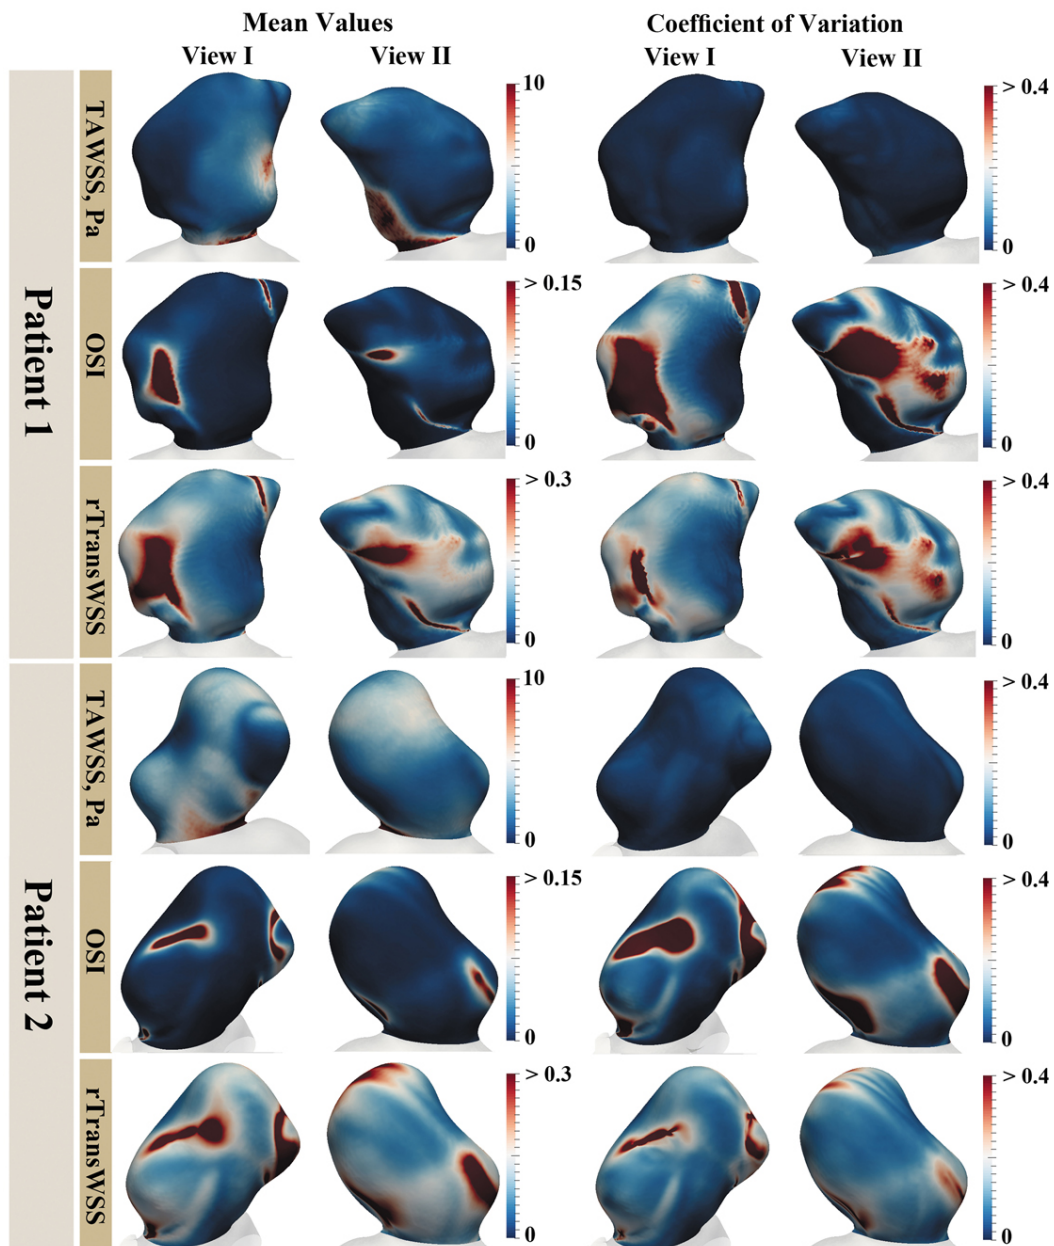 Mean Values
Coefficient of Variation
View I
View II
View I
View II
Patient 1
TAWSS, Pa
10
0
> 0.4
0
OSI
> 0.15
0
> 0.4
0
rTransWSS
> 0.3
0
> 0.4
0
Patient 2
TAWSS, Pa
10
0
> 0.4
0
OSI
> 0.15
0
> 0.4
0
rTransWSS
> 0.3
0
> 0.4
0